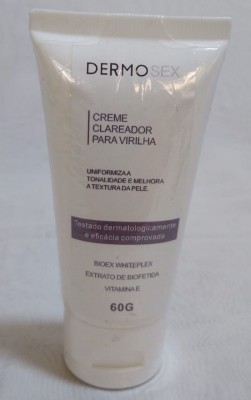 DERMOSEX
CREME
CLAREADOR
PARA VIRILHA
UNIFORMIZA A
TONALIDADE E MELHORA
A TEXTURA DA PELE.
Testado dermatologicamente
e eficácia comprovada
BIOEX WHITEPLEX
EXTRATO DE BIOFETIDA
VITAMINA E
60G